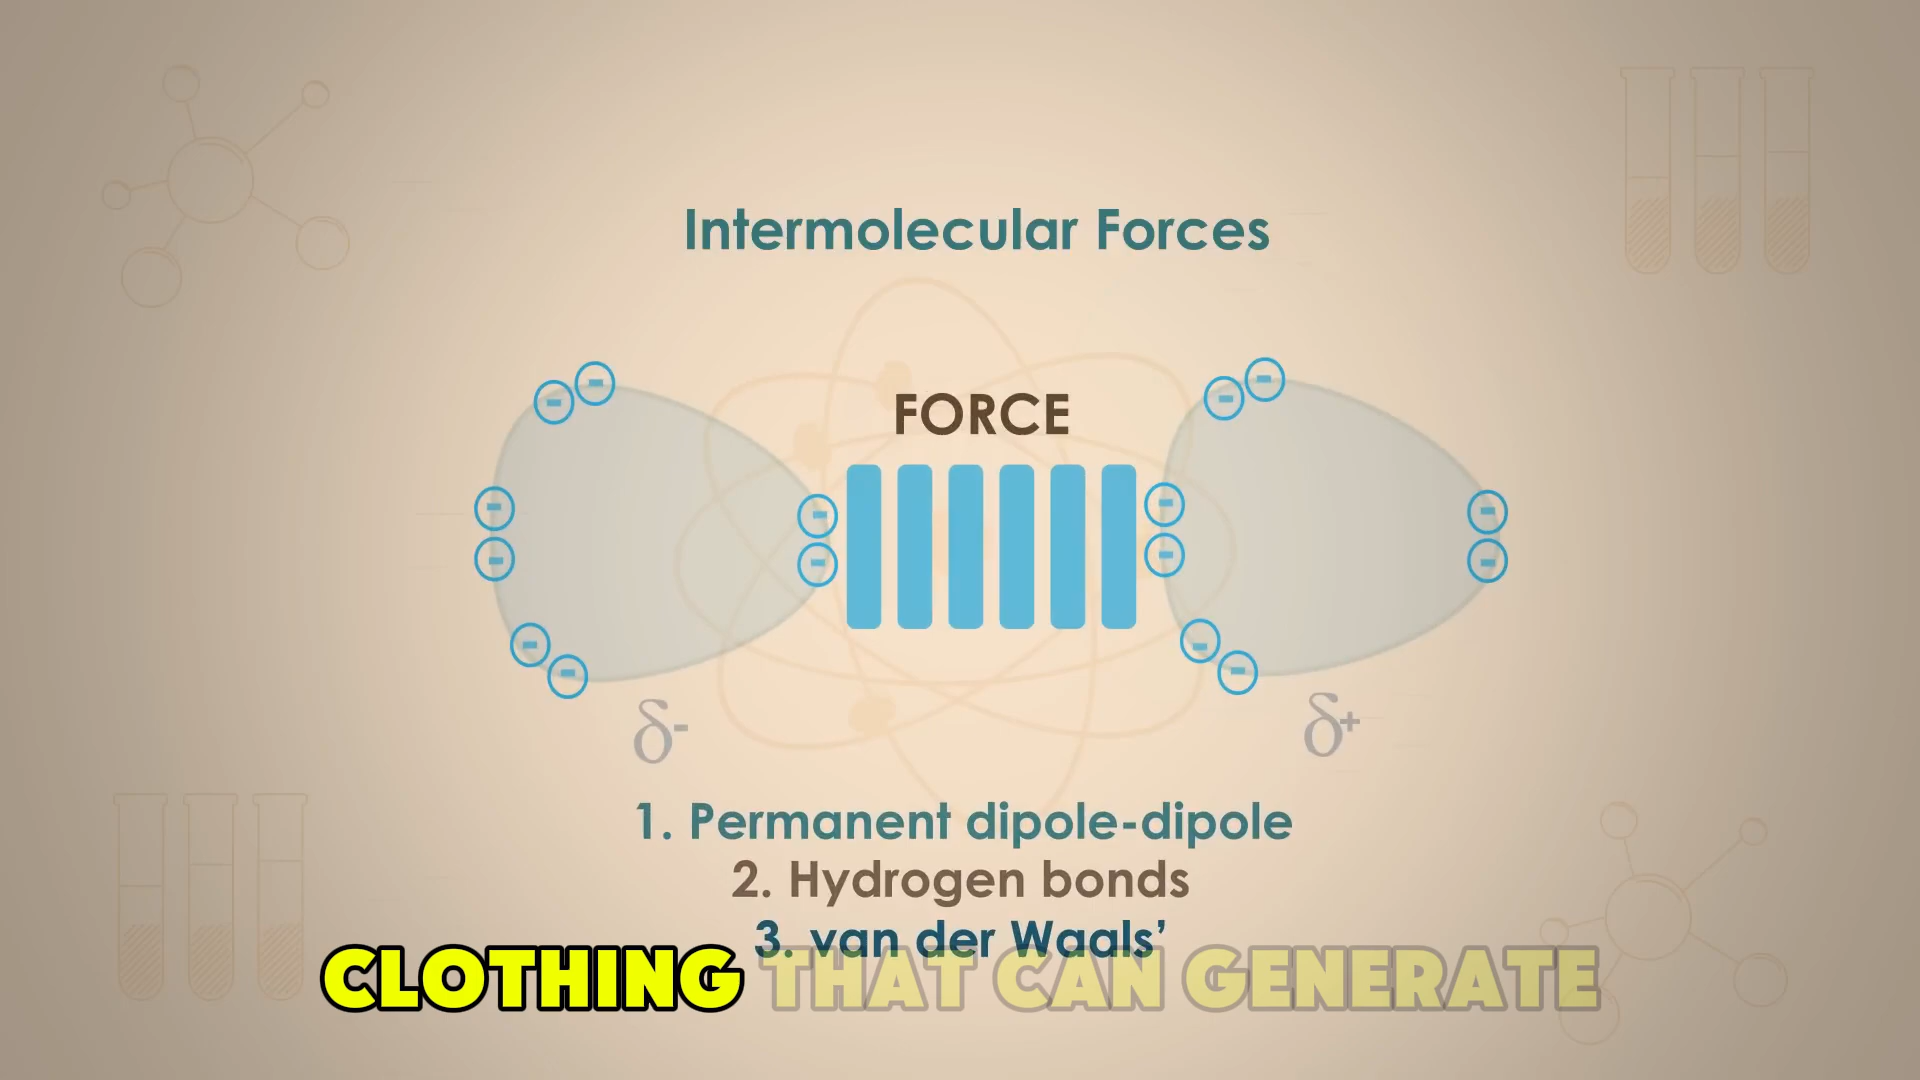 Intermolecular Forces
FORCE
δ-
δ+
1. Permanent dipole-dipole
2. Hydrogen bonds
3. van der Waals’
CLOTHING THAT CAN GENERATE